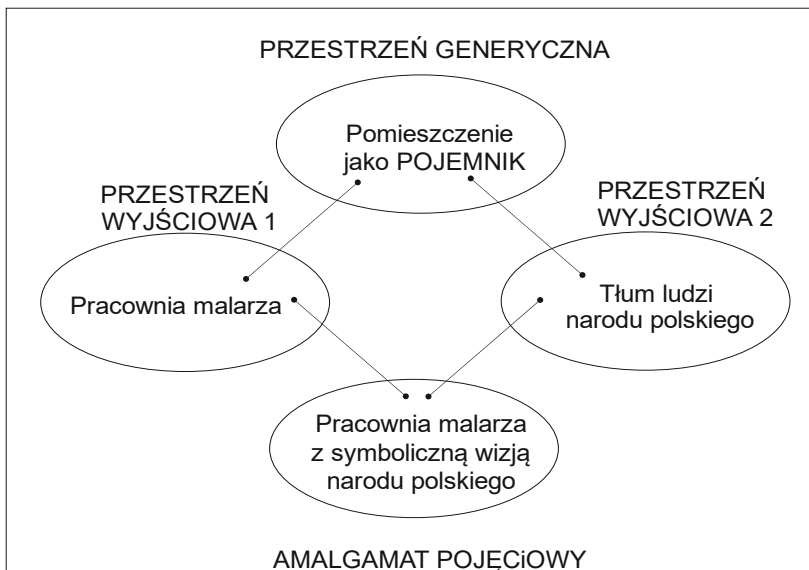 PRZESTRZEŃ GENERYCZNA
Pomieszczenie
jako POJEMNIK
PRZESTRZEŃ
WYJŚCIOWA 1
Pracownia malarza
PRZESTRZEŃ
WYJŚCIOWA 2
Tłum ludzi
narodu polskiego
Pracownia malarza
z symboliczną wizją
narodu polskiego
AMALGAMAT POJĘCiOWY